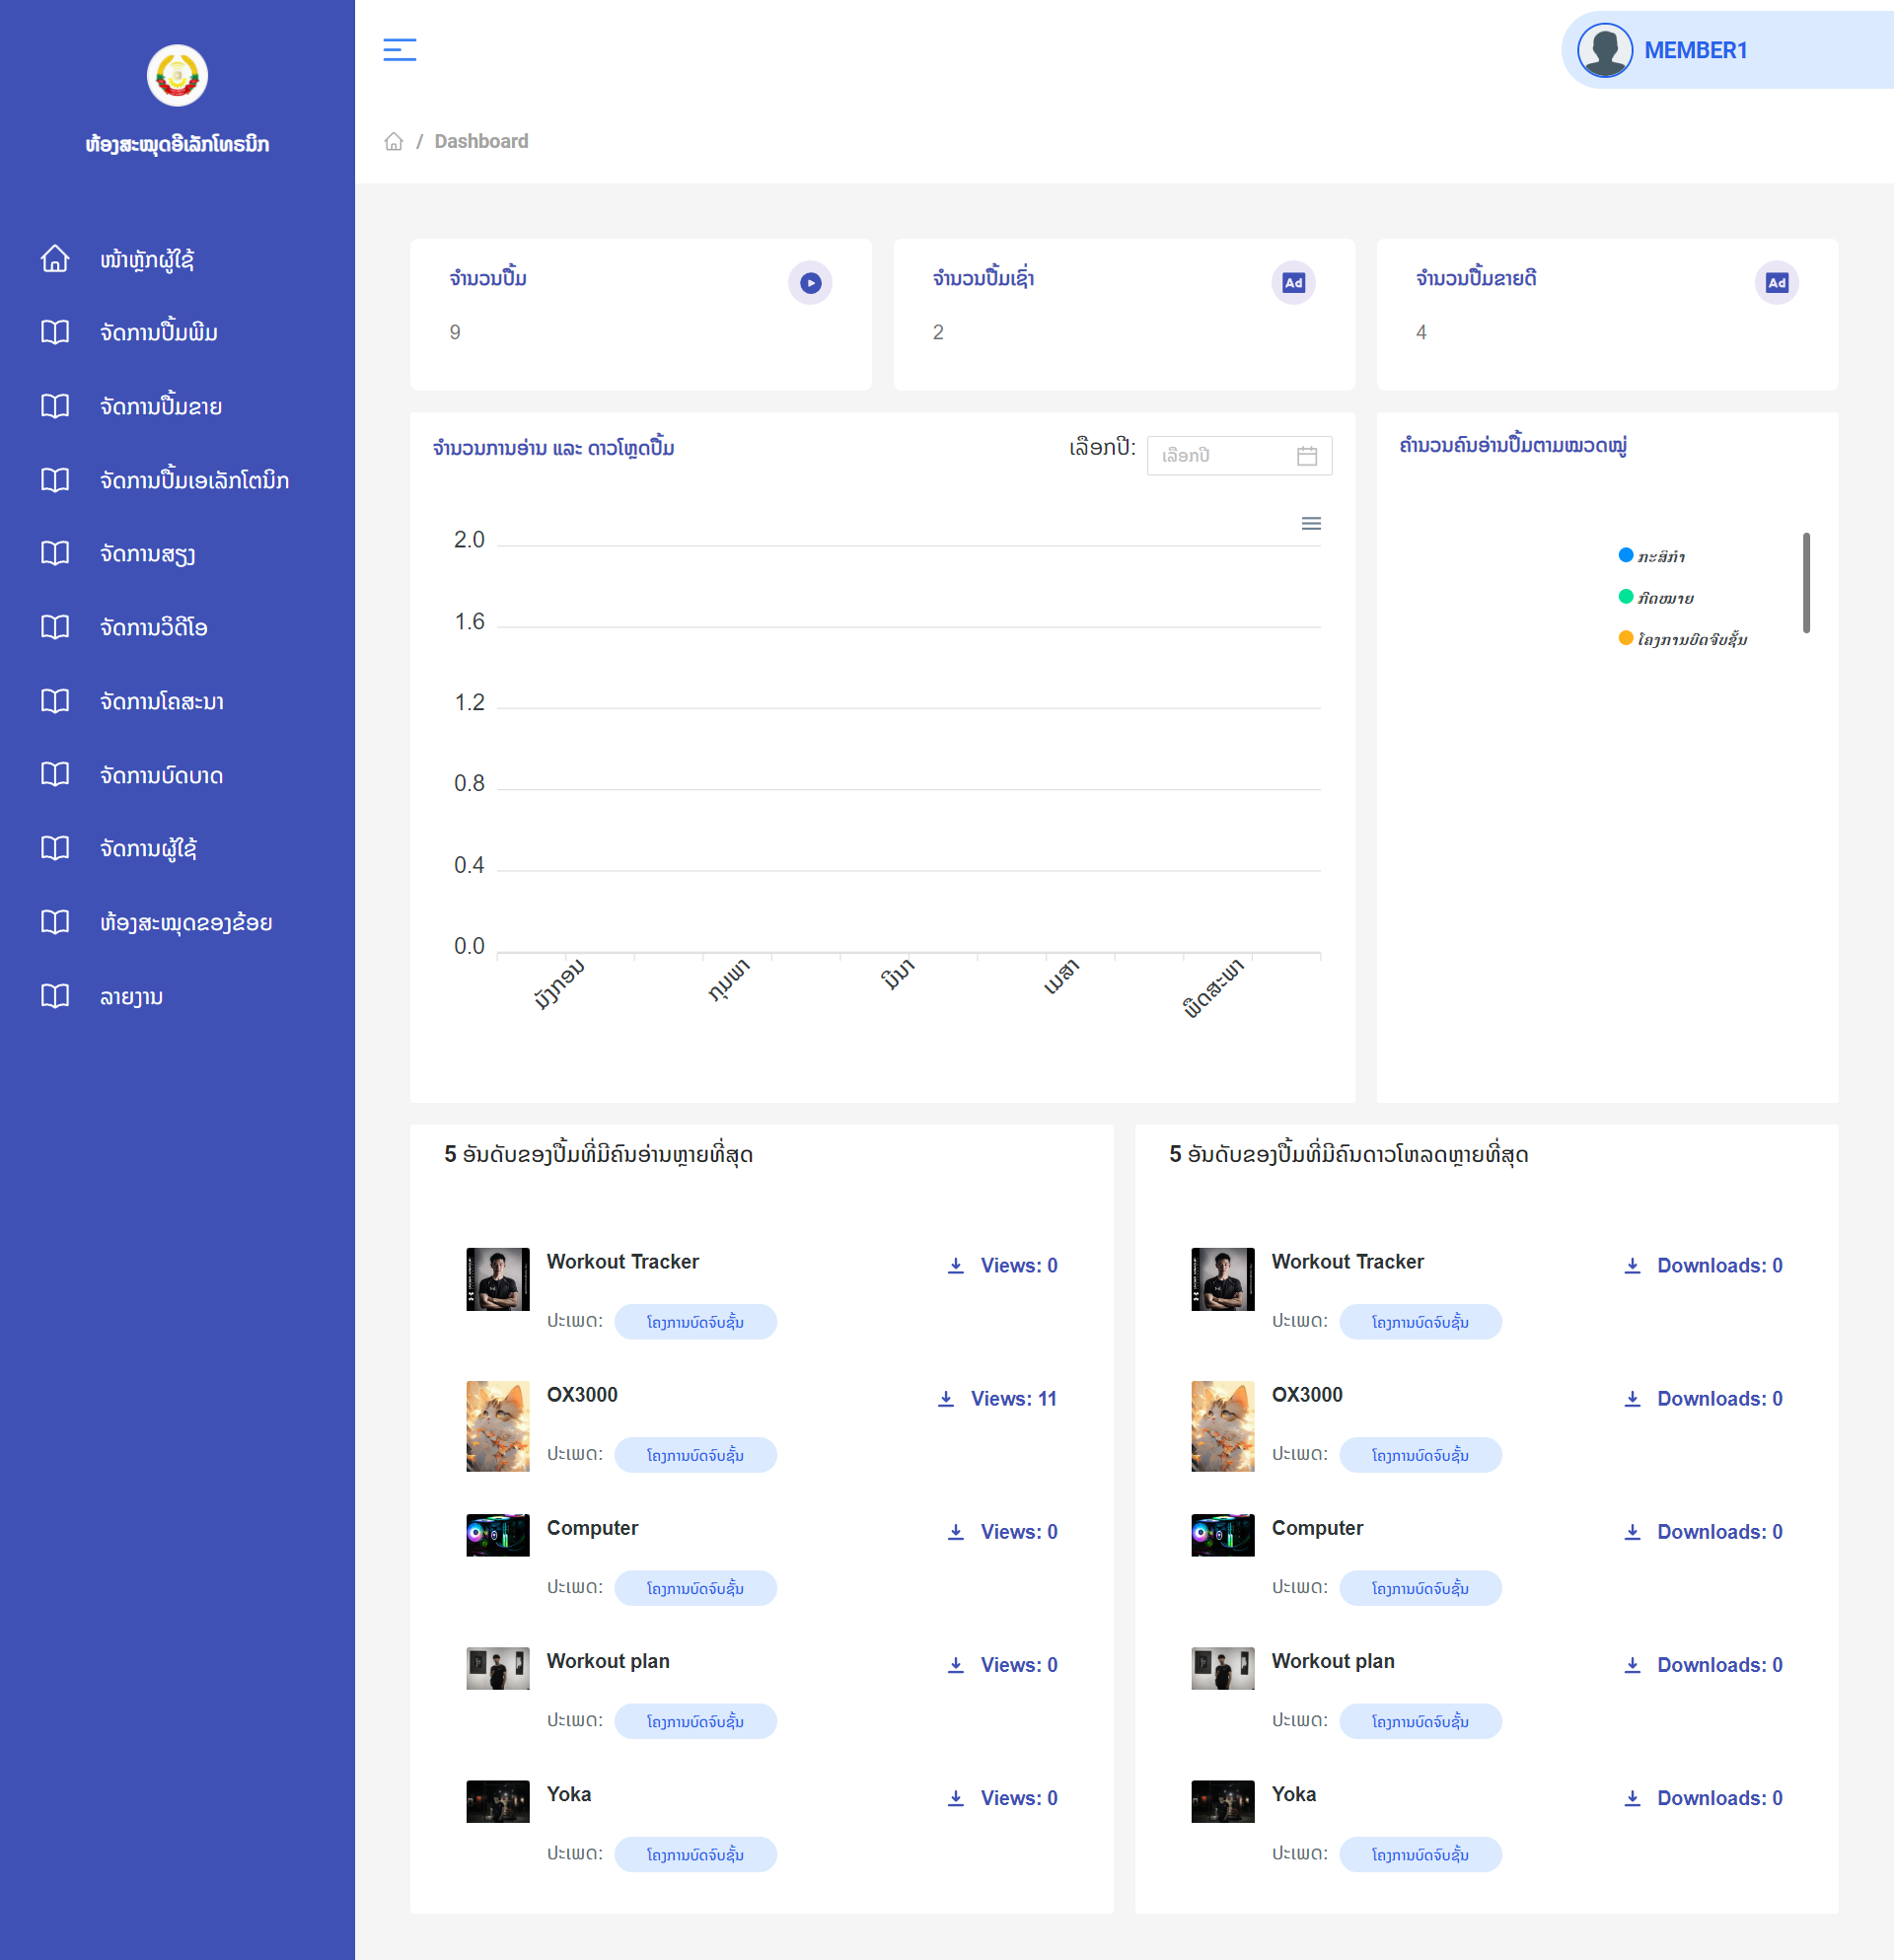 ຫ້ອງສະໝຸດອີເລັກໂທຣນິກ
ໜ້າຫຼັກຜູ້ໃຊ້
ຈັດການປຶ້ມພີມ
ຈັດການປຶ້ມຂາຍ
ຈັດການປຶ້ມເອເລັກໂຕນິກ
ຈັດການສຽງ
ຈັດການວິດີໂອ
ຈັດການໂຄສະນາ
ຈັດການບົດບາດ
ຈັດການຜູ້ໃຊ້
ຫ້ອງສະໝຸດຂອງຂ້ອຍ
ລາຍງານ
MEMBER1
/ Dashboard
ຈຳນວນປຶ້ມ
9
ຈຳນວນປຶ້ມເຊົ່າ
Ad
2
ຈຳນວນປຶ້ມຂາຍດີ
Ad
4
ຈຳນວນການອ່ານ ແລະ ດາວໂຫຼດປຶ້ມ
ເລືອກປີ: ເລືອກປີ
2.0
1.6
1.2
0.8
0.4
0.0
ມັງກອນ ກຸມພາ ມີນາ ເມສາ ພຶດສະພາ
ຄຳນວນຄົນອ່ານປຶ້ມຕາມໝວດໝູ່
ກະສິກຳ
ກົດໝາຍ
ໂຄງການບົດຈົບຊັ້ນ
5 ອັນດັບຂອງປຶ້ມທີ່ມີຄົນອ່ານຫຼາຍທີ່ສຸດ
Workout Tracker Views: 0
ປະເພດ: ໂຄງການບົດຈົບຊັ້ນ
OX3000 Views: 11
ປະເພດ: ໂຄງການບົດຈົບຊັ້ນ
Computer Views: 0
ປະເພດ: ໂຄງການບົດຈົບຊັ້ນ
Workout plan Views: 0
ປະເພດ: ໂຄງການບົດຈົບຊັ້ນ
Yoka Views: 0
ປະເພດ: ໂຄງການບົດຈົບຊັ້ນ
5 ອັນດັບຂອງປຶ້ມທີ່ມີຄົນດາວໂຫລດຫຼາຍທີ່ສຸດ
Workout Tracker Downloads: 0
ປະເພດ: ໂຄງການບົດຈົບຊັ້ນ
OX3000 Downloads: 0
ປະເພດ: ໂຄງການບົດຈົບຊັ້ນ
Computer Downloads: 0
ປະເພດ: ໂຄງການບົດຈົບຊັ້ນ
Workout plan Downloads: 0
ປະເພດ: ໂຄງການບົດຈົບຊັ້ນ
Yoka Downloads: 0
ປະເພດ: ໂຄງການບົດຈົບຊັ້ນ